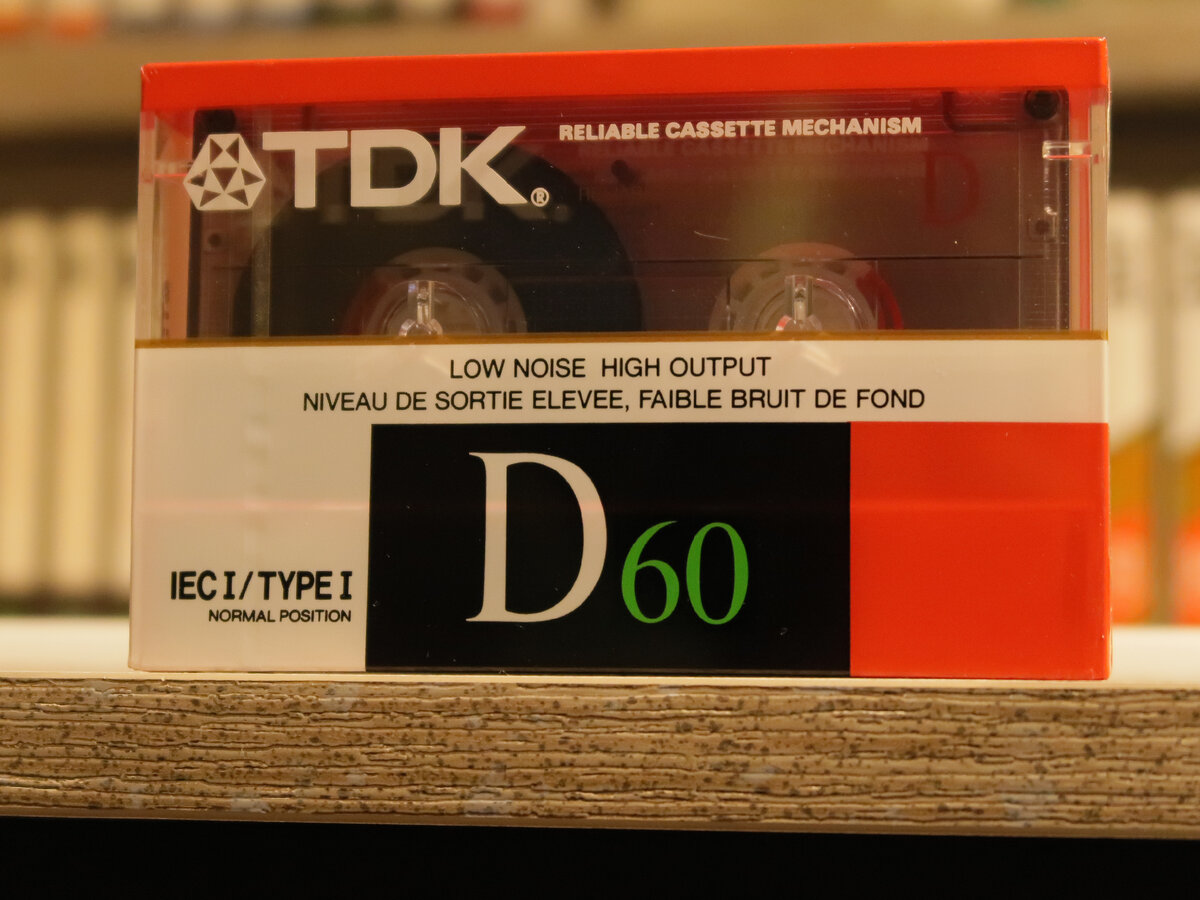 TDK®
RELIABLE CASSETTE MECHANISM
D
LOW NOISE HIGH OUTPUT
NIVEAU DE SORTIE ELEVEE, FAIBLE BRUIT DE FOND
D60
IEC I / TYPE I
NORMAL POSITION